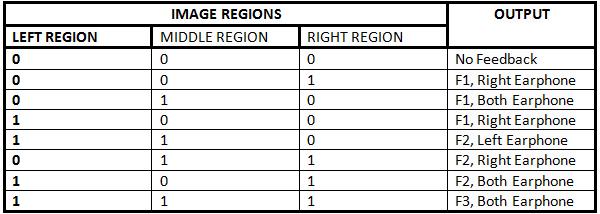 IMAGE REGIONS OUTPUT
LEFT REGION MIDDLE REGION RIGHT REGION
0 0 0 No Feedback
0 0 1 F1, Right Earphone
0 1 0 F1, Both Earphone
1 0 0 F1, Right Earphone
1 1 0 F2, Left Earphone
0 1 1 F2, Right Earphone
1 0 1 F2, Both Earphone
1 1 1 F3, Both Earphone